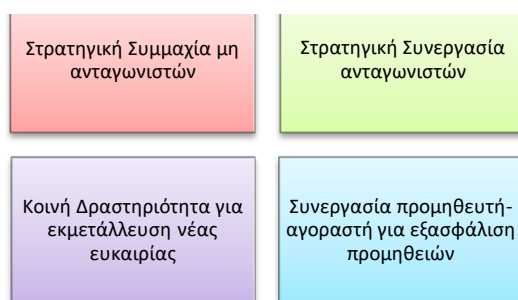 Στρατηγική Συμμαχία μη
ανταγωνιστών
Στρατηγική Συνεργασία
ανταγωνιστών
Κοινή Δραστηριότητα για
εκμετάλλευση νέας
ευκαιρίας
Συνεργασία προμηθευτή-
αγοραστή για εξασφάλιση
προμηθειών